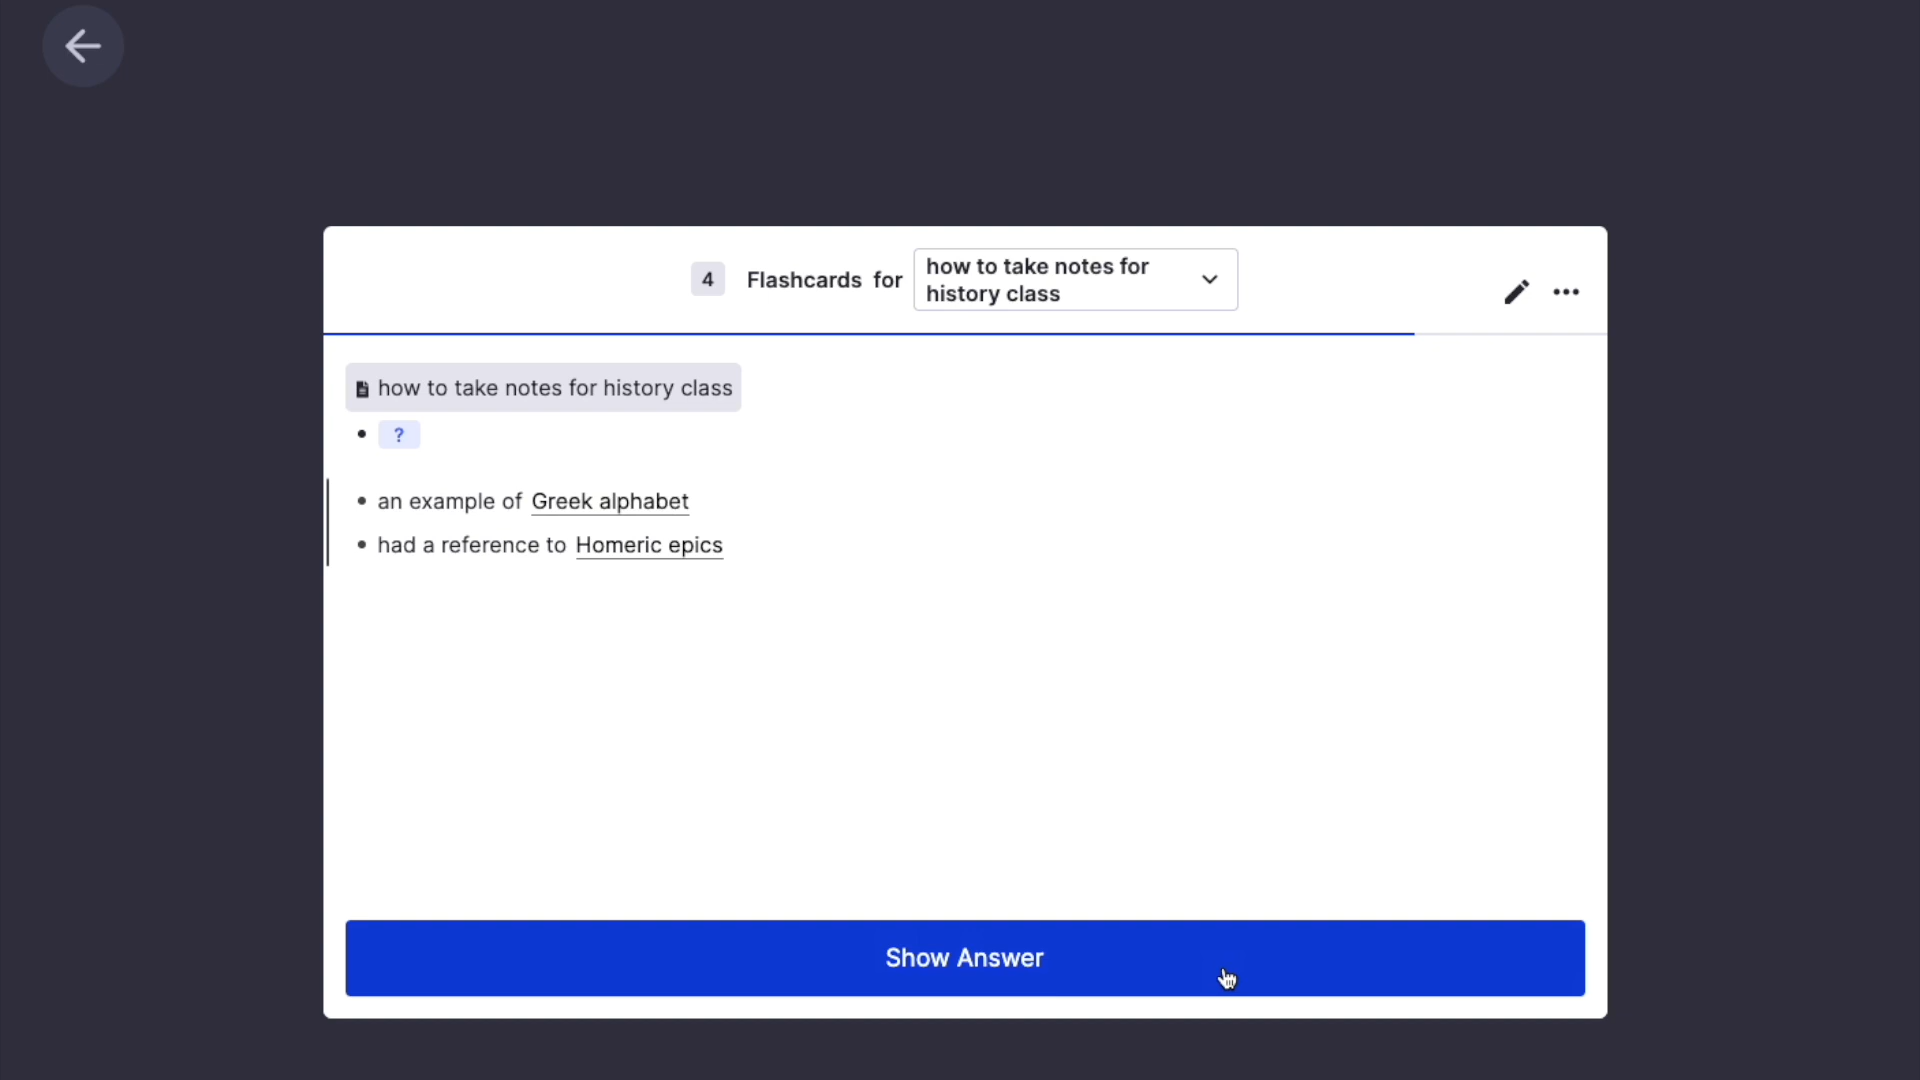 4 Flashcards for how to take notes for
history class
how to take notes for history class
?
an example of Greek alphabet
had a reference to Homeric epics
Show Answer